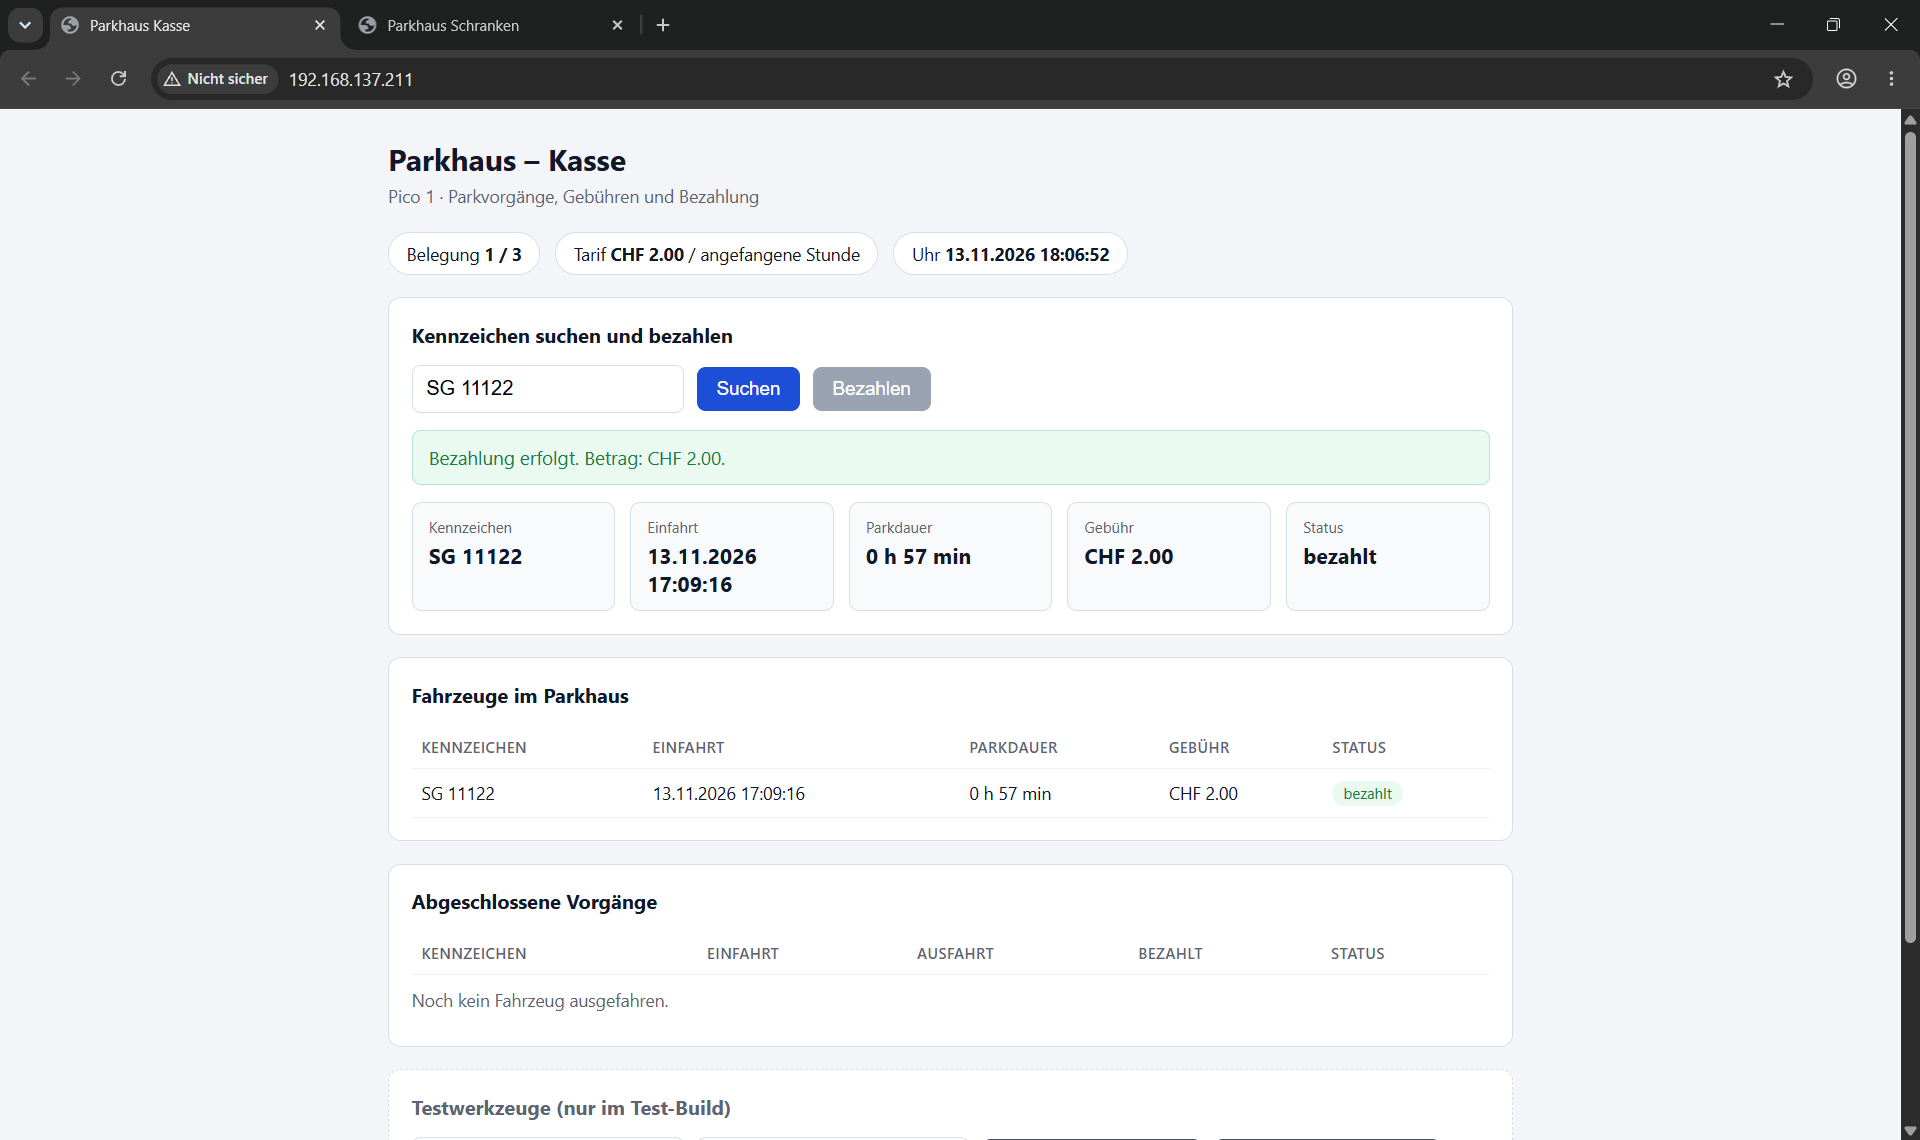 Parkhaus Kasse
Parkhaus Schranken
Nicht sicher
192.168.137.211
Parkhaus – Kasse
Pico 1 · Parkvorgänge, Gebühren und Bezahlung
Belegung 1 / 3
Tarif CHF 2.00 / angefangene Stunde
Uhr 13.11.2026 18:06:52
Kennzeichen suchen und bezahlen
SG 11122
Suchen
Bezahlen
Bezahlung erfolgt. Betrag: CHF 2.00.
Kennzeichen
SG 11122
Einfahrt
13.11.2026
17:09:16
Parkdauer
0 h 57 min
Gebühr
CHF 2.00
Status
bezahlt
Fahrzeuge im Parkhaus
KENNZEICHEN EINFAHRT PARKDAUER GEBÜHR STATUS
SG 11122 13.11.2026 17:09:16 0 h 57 min CHF 2.00 bezahlt
Abgeschlossene Vorgänge
KENNZEICHEN EINFAHRT AUSFAHRT BEZAHLT STATUS
Noch kein Fahrzeug ausgefahren.
Testwerkzeuge (nur im Test-Build)